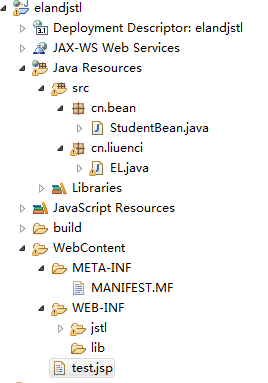 elandjstl
Deployment Descriptor: elandjstl
JAX-WS Web Services
Java Resources
src
cn.bean
StudentBean.java
cn.liuenci
EL.java
Libraries
JavaScript Resources
build
WebContent
META-INF
MANIFEST.MF
WEB-INF
jstl
lib
test.jsp